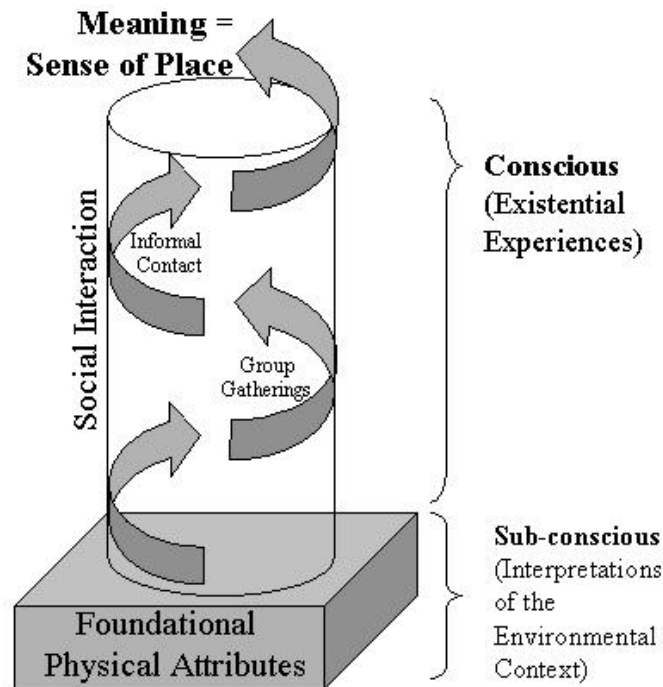 Meaning =
Sense of Place
Social Interaction
Informal
Contact
Group
Gatherings
Conscious
(Existential
Experiences)
Foundational
Physical Attributes
Sub-conscious
(Interpretations
of the
Environmental
Context)